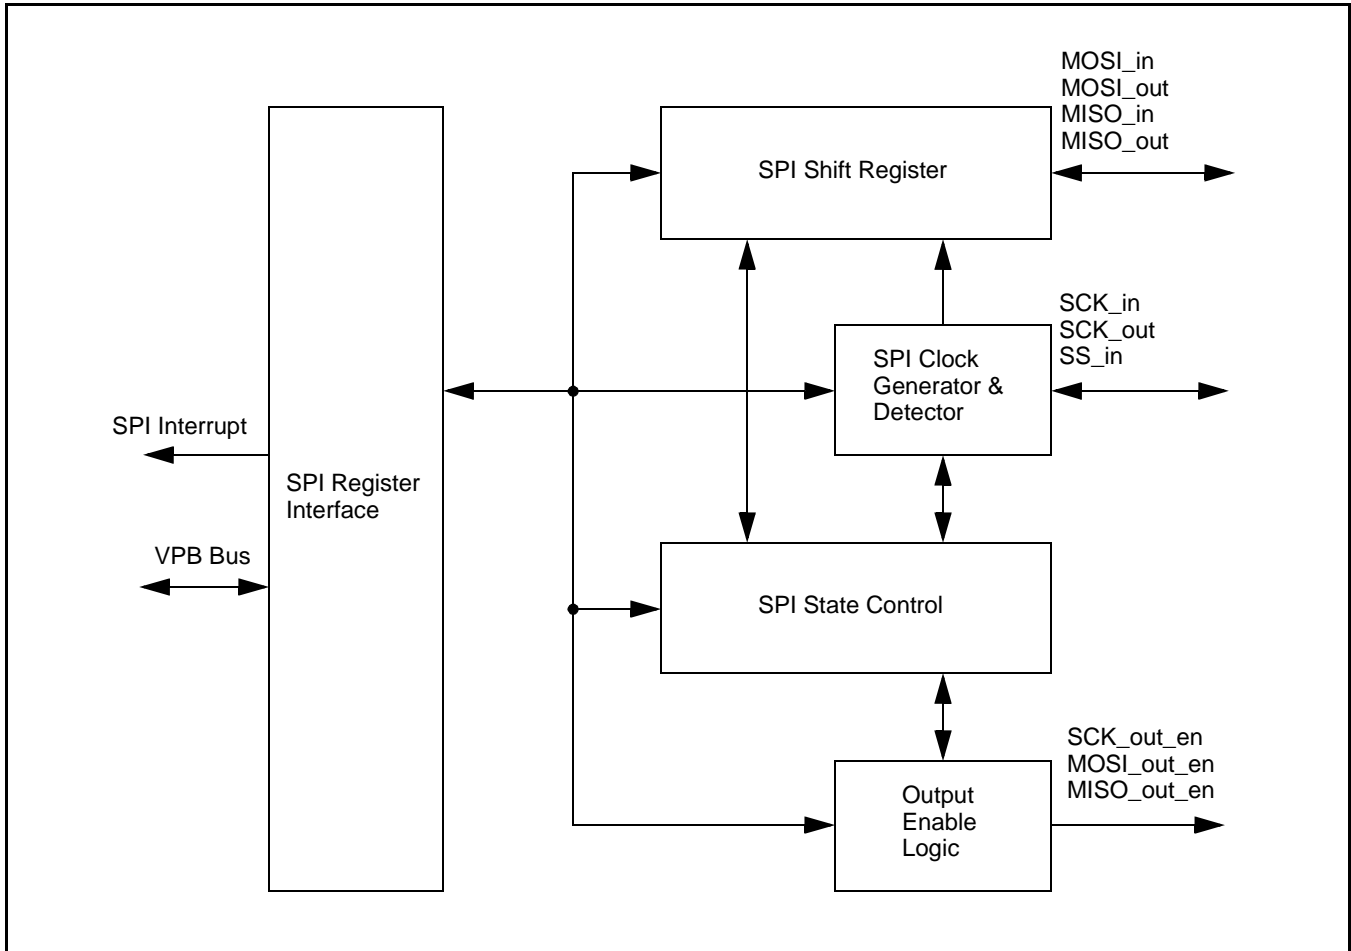 MOSI_in
MOSI_out
MISO_in
MISO_out
SPI Shift Register
SCK_in
SCK_out
SS_in
SPI Clock
Generator &
Detector
SPI Interrupt
SPI Register
Interface
VPB Bus
SPI State Control
SCK_out_en
MOSI_out_en
MISO_out_en
Output
Enable
Logic